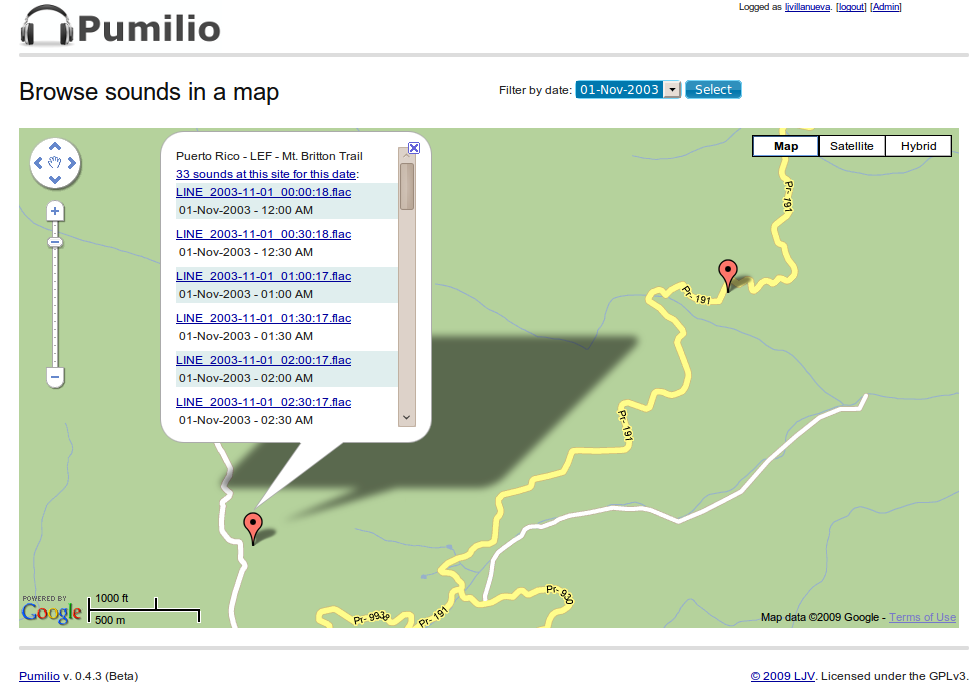 Logged as ljvillanueva. [logout] [Admin]
Pumilio
Browse sounds in a map
Filter by date: 01-Nov-2003 Select
Map Satellite Hybrid
Puerto Rico - LEF - Mt. Britton Trail
33 sounds at this site for this date:
LINE_2003-11-01_00:00:18.flac
01-Nov-2003 - 12:00 AM
LINE_2003-11-01_00:30:18.flac
01-Nov-2003 - 12:30 AM
LINE_2003-11-01_01:00:17.flac
01-Nov-2003 - 01:00 AM
LINE_2003-11-01_01:30:17.flac
01-Nov-2003 - 01:30 AM
LINE_2003-11-01_02:00:17.flac
01-Nov-2003 - 02:00 AM
LINE_2003-11-01_02:30:17.flac
01-Nov-2003 - 02:30 AM
Pr- 191
Pr- 191
Pr- 191
Pr- 191
Pr- 930
Pr- 9938
POWERED BY
Google
1000 ft
500 m
Map data ©2009 Google - Terms of Use
Pumilio v. 0.4.3 (Beta)
© 2009 LJV. Licensed under the GPLv3.